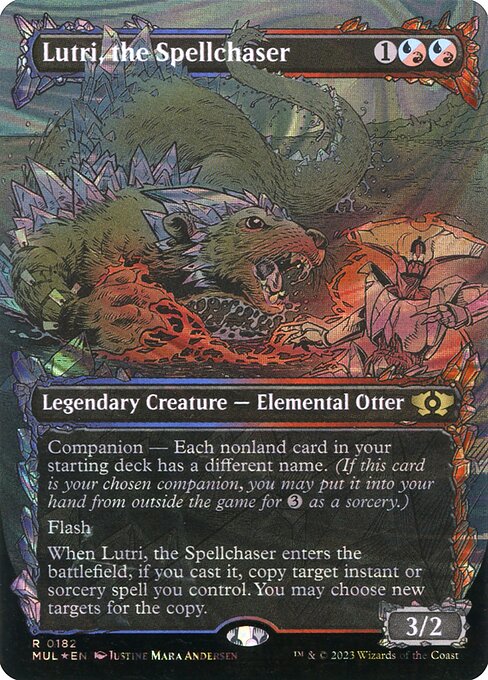 Lutri, the Spellchaser 1
Legendary Creature — Elemental Otter
Companion — Each nonland card in your
starting deck has a different name. (If this card
is your chosen companion, you may put it into your
hand from outside the game for 3 as a sorcery.)
Flash
When Lutri, the Spellchaser enters the
battlefield, if you cast it, copy target instant or
sorcery spell you control. You may choose new
targets for the copy.
3/2
R 0182
MUL ★ EN Justine Mara Andersen
™ & © 2023 Wizards of the Coast